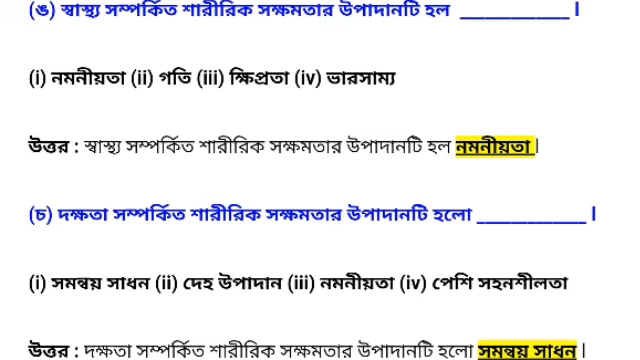 (ঙ) স্বাস্থ্য সম্পর্কিত শারীরিক সক্ষমতার উপাদানটি হল ____________ ।
(i) নমনীয়তা (ii) গতি (iii) ক্ষিপ্রতা (iv) ভারসাম্য
উত্তর : স্বাস্থ্য সম্পর্কিত শারীরিক সক্ষমতার উপাদানটি হল নমনীয়তা ।
(চ) দক্ষতা সম্পর্কিত শারীরিক সক্ষমতার উপাদানটি হলো ____________ ।
(i) সমন্বয় সাধন (ii) দেহ উপাদান (iii) নমনীয়তা (iv) পেশি সহনশীলতা
উত্তর : দক্ষতা সম্পর্কিত শারীরিক সক্ষমতার উপাদানটি হলো সমন্বয় সাধন ।